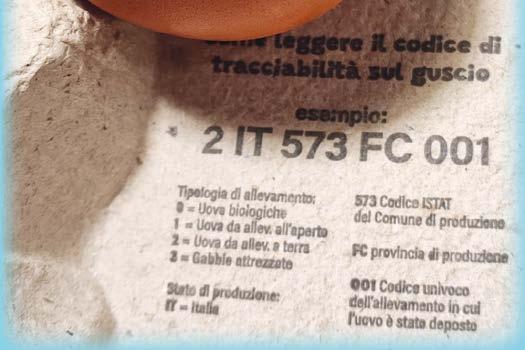 Come leggere il codice di
tracciabilità sul guscio
esempio:
* 2 IT 573 FC 001
Tipologia di allevamento:
0 = Uova biologiche
1 = Uova da allev. all'aperto
2 = Uova da allev. a terra
3 = Gabbie attrezzate
Stato di produzione:
IT = Italia
573 Codice ISTAT
del Comune di produzione
FC provincia di produzione
001 Codice univoco
dell'allevamento in cui
l'uovo è stato deposto